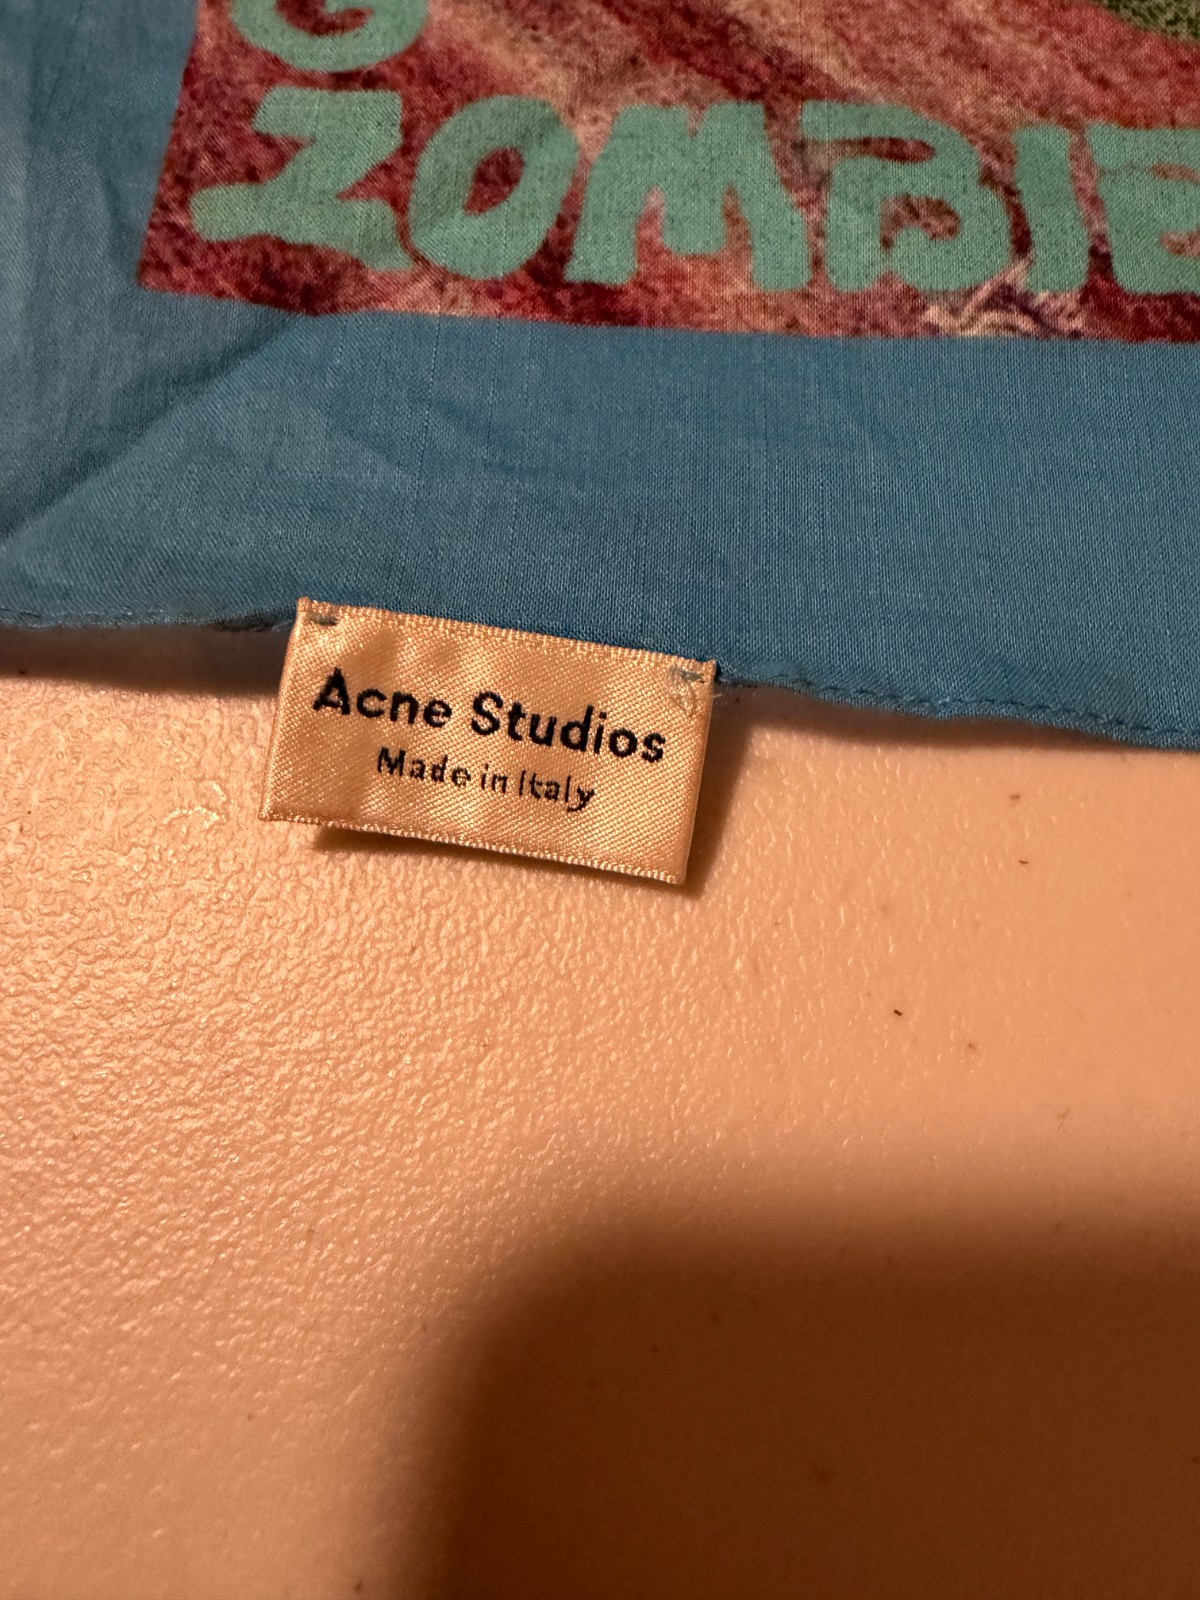 G
ZOMBIE
Acne Studios
Made in Italy